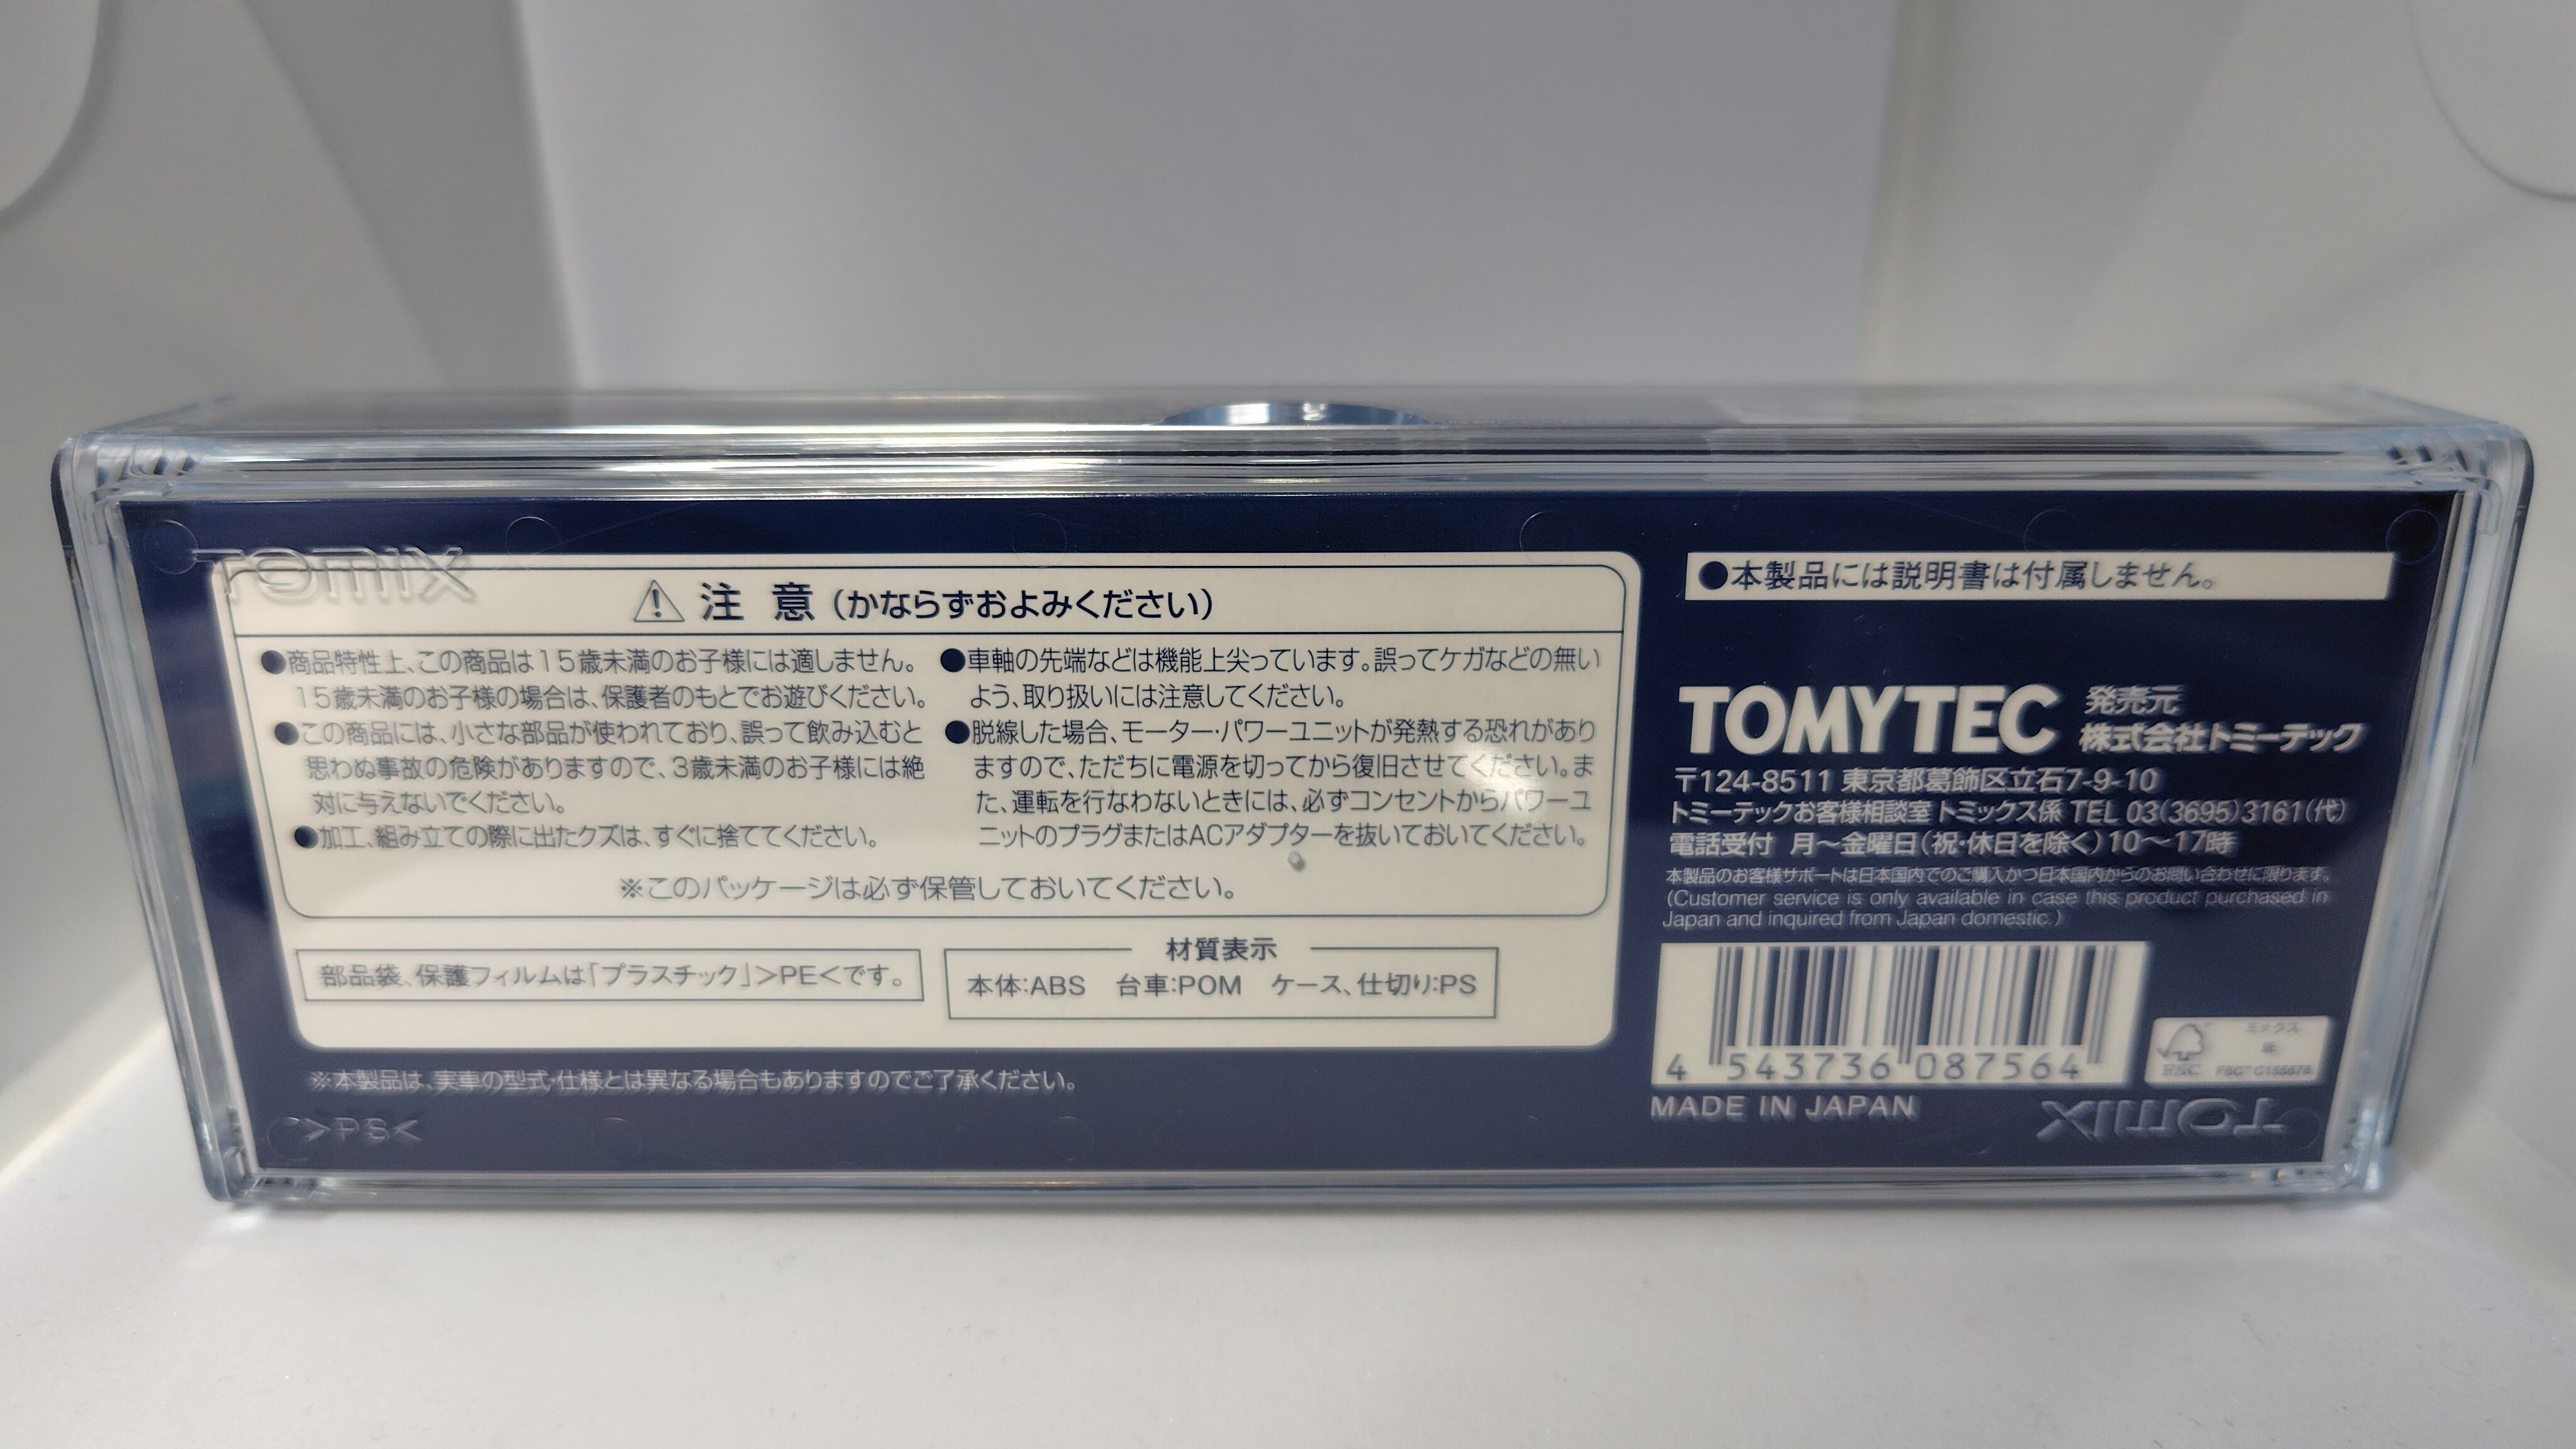 TOMIX
⚠ 注 意 (かならずおよみください)
●商品特性上、この商品は15歳未満のお子様には適しません。
15歳未満のお子様の場合は、保護者のもとでお遊びください。
●この商品には、小さな部品が使われており、誤って飲み込むと
思わぬ事故の危険がありますので、3歳未満のお子様には絶
対に与えないでください。
●加工、組み立ての際に出たクズは、すぐに捨ててください。
●車軸の先端などは機能上尖っています。誤ってケガなどの無い
よう、取り扱いには注意してください。
●脱線した場合、モーター・パワーユニットが発熱する恐れがあり
ますので、ただちに電源を切ってから復旧させてください。ま
た、運転を行なわないときには、必ずコンセントからパワーユ
ニットのプラグまたはACアダプターを抜いておいてください。
※このパッケージは必ず保管しておいてください。
部品袋、保護フィルムは「プラスチック」>PE<です。
材質表示
本体:ABS 台車:POM ケース、仕切り:PS
※本製品は、実車の型式・仕様とは異なる場合もありますのでご了承ください。
>PS<
●本製品には説明書は付属しません。
TOMYTEC 発売元
株式会社トミーテック
〒124-8511 東京都葛飾区立石7-9-10
トミーテックお客様相談室 トミックス係 TEL 03(3695)3161(代)
電話受付 月〜金曜日(祝・休日を除く)10〜17時
本製品のお客様サポートは日本国内でのご購入かつ日本国内からのお問い合わせに限ります。
(Customer service is only available in case this product purchased in
Japan and inquired from Japan domestic.)
4 543736 087564
MADE IN JAPAN
ミックス
紙
FSC
TOMIX